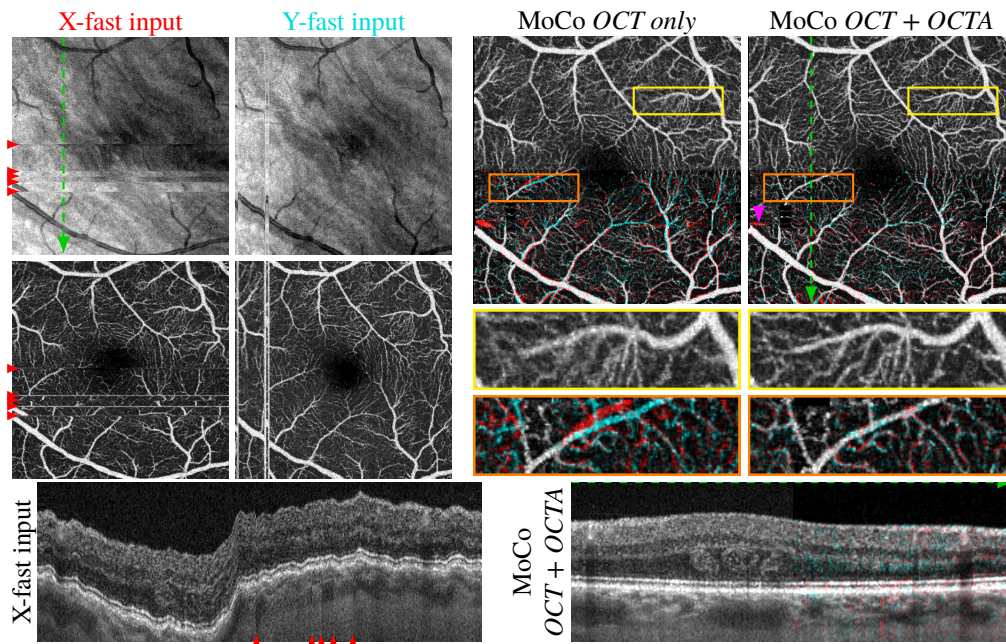 X-fast input
Y-fast input
MoCo OCT only
MoCo OCT + OCTA
X-fast input
MoCo
OCT + OCTA